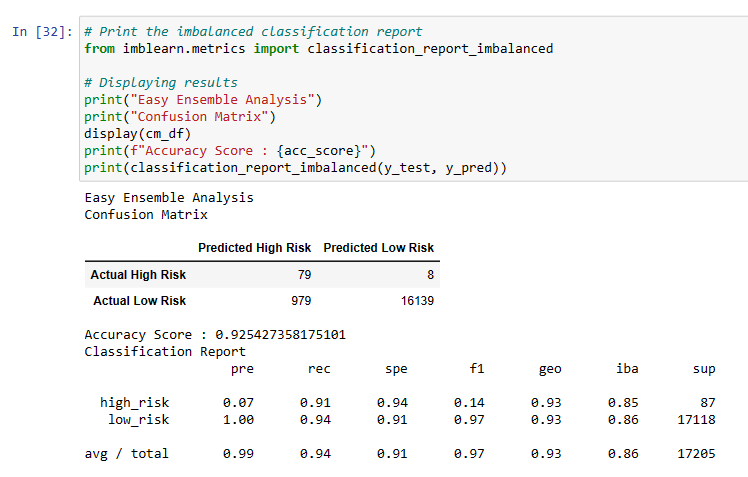 In [32]: # Print the imbalanced classification report
from imblearn.metrics import classification_report_imbalanced
# Displaying results
print("Easy Ensemble Analysis")
print("Confusion Matrix")
display(cm_df)
print(f"Accuracy Score : {acc_score}")
print(classification_report_imbalanced(y_test, y_pred))
Easy Ensemble Analysis
Confusion Matrix
Predicted High Risk Predicted Low Risk
Actual High Risk 79 8
Actual Low Risk 979 16139
Accuracy Score : 0.925427358175101
Classification Report
pre rec spe f1 geo iba sup
high_risk 0.07 0.91 0.94 0.14 0.93 0.85 87
low_risk 1.00 0.94 0.91 0.97 0.93 0.86 17118
avg / total 0.99 0.94 0.91 0.97 0.93 0.86 17205